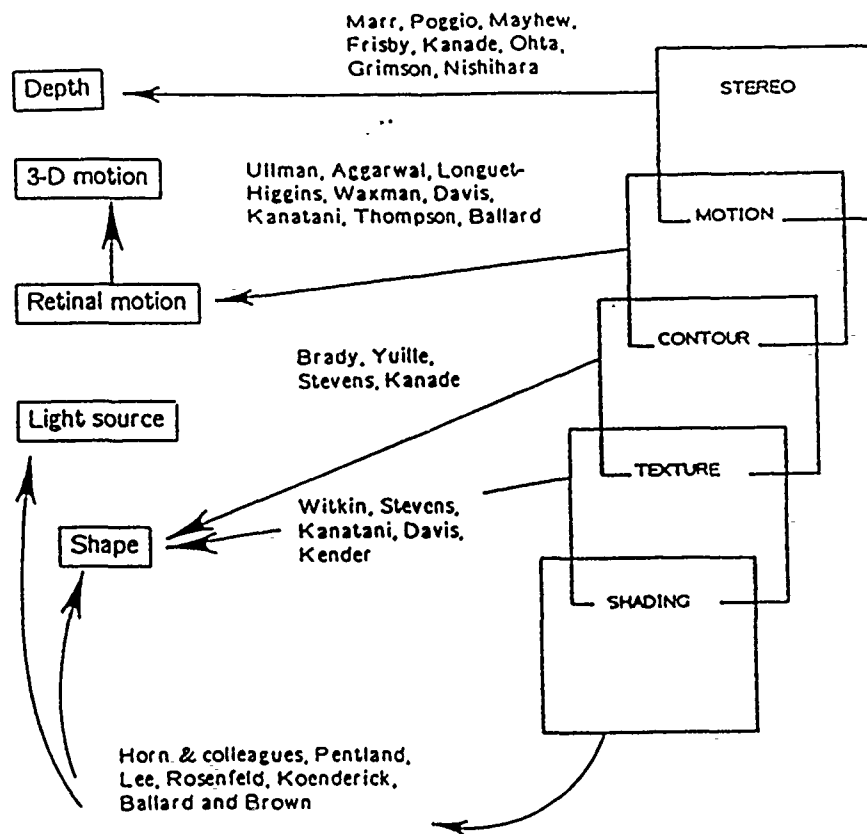 Marr, Poggio, Mayhew,
Frisby, Kanade, Ohta,
Grimson, Nishihara
Depth
STEREO
3-D motion
Ullman, Aggarwal, Longuet-
Higgins, Waxman, Davis,
Kanatani, Thompson, Ballard
MOTION
Retinal motion
CONTOUR
Brady, Yuille,
Stevens, Kanade
Light source
TEXTURE
Witkin, Stevens,
Kanatani, Davis,
Kender
Shape
SHADING
Horn & colleagues, Pentland,
Lee, Rosenfeld, Koenderick,
Ballard and Brown